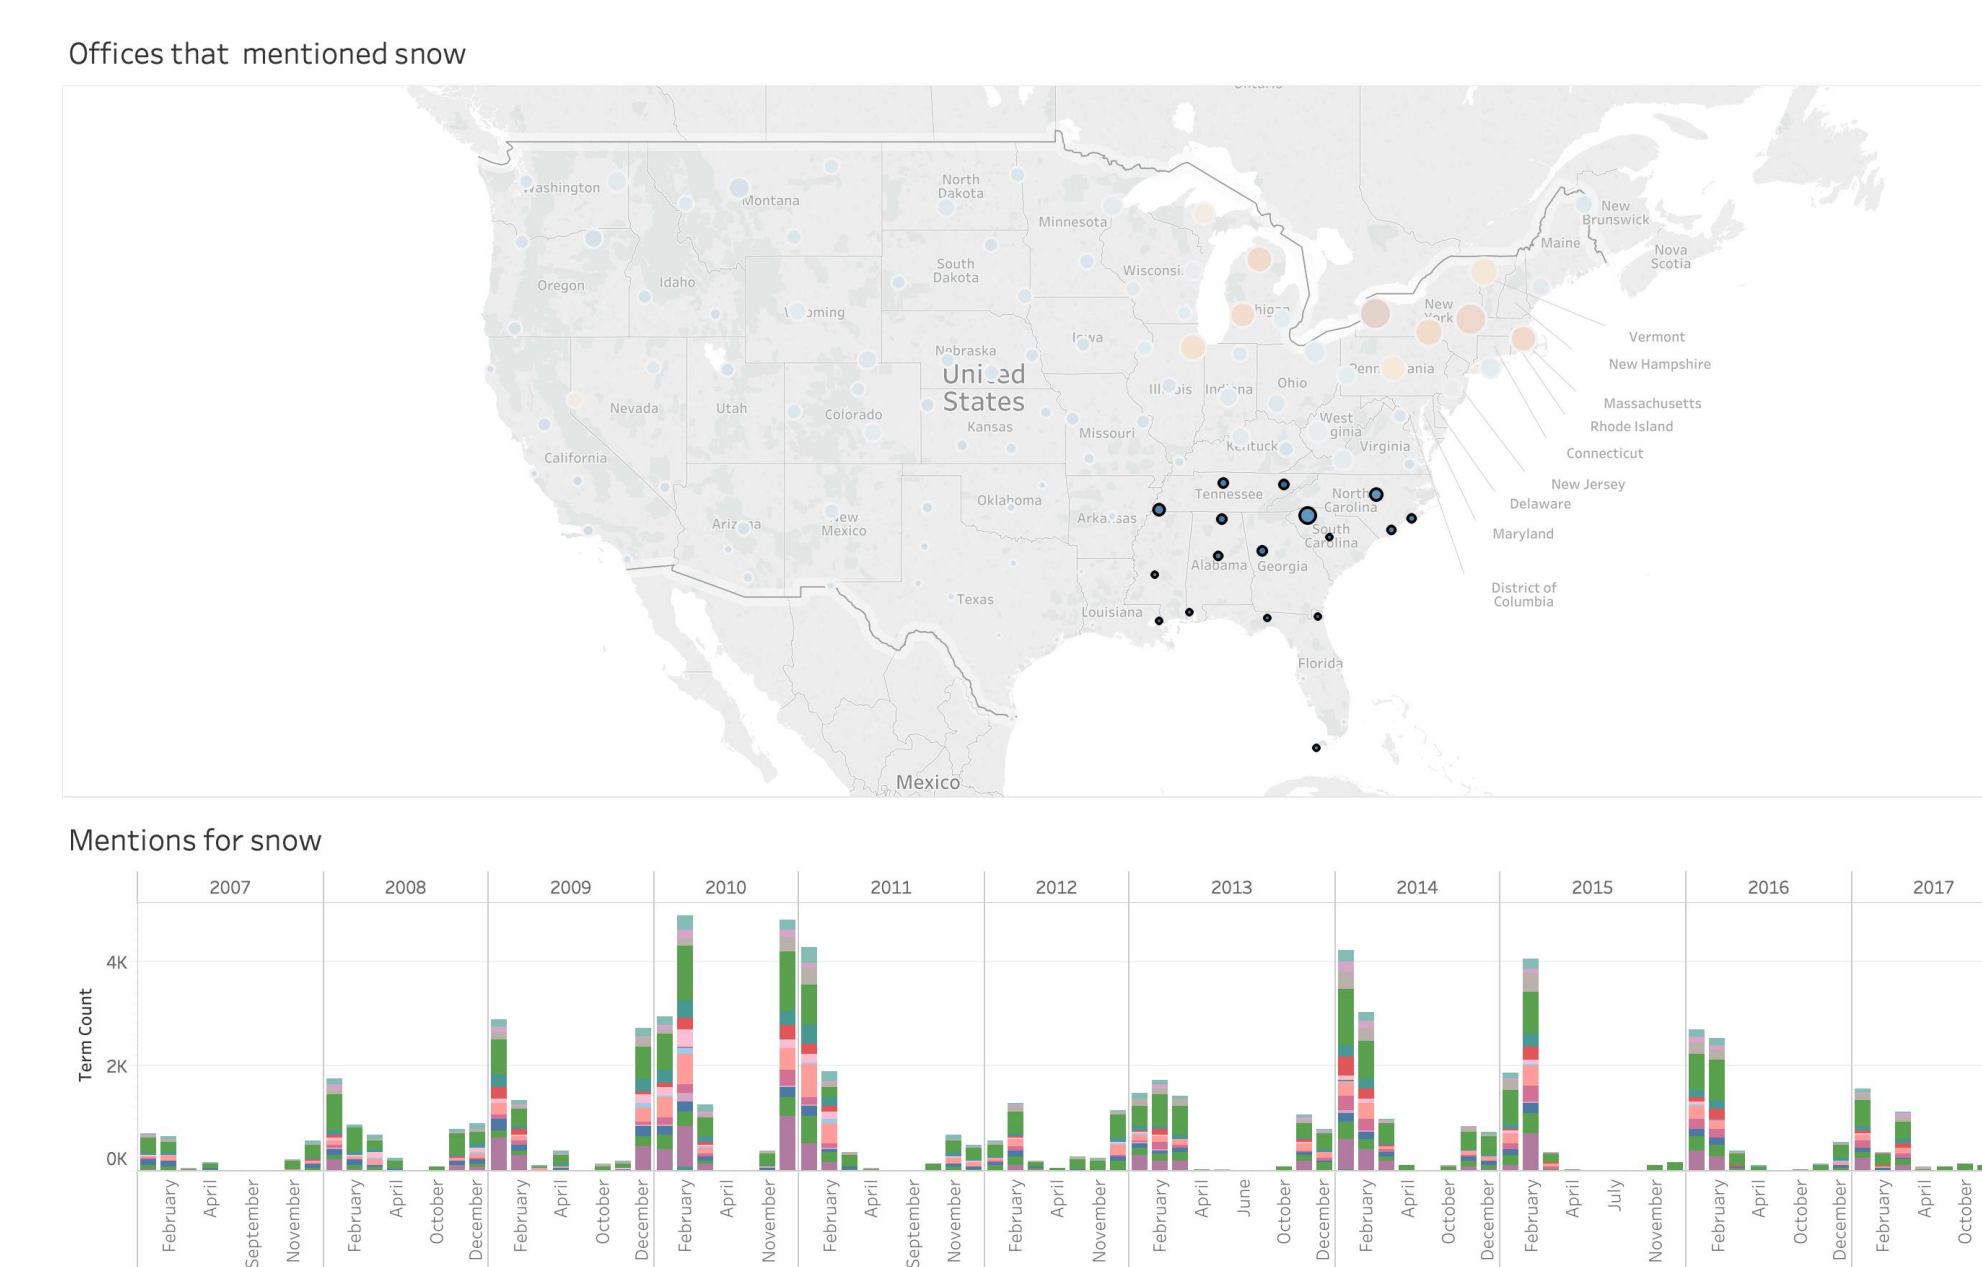 Offices that mentioned snow
Ontario
Washington
Montana
North
Dakota
Minnesota
New
Brunswick
Maine
Nova
Scotia
Oregon
Idaho
South
Dakota
Wisconsi
New
York
Vermont
New Hampshire
Iowa
Nebraska
United
States
Nevada
Utah
Colorado
Kansas
Missouri
Indiana
Ohio
West
Virginia
Massachusetts
Rhode Island
Connecticut
New Jersey
Delaware
Maryland
District of
Columbia
California
Arizona
New
Mexico
Oklahoma
Arkansas
Tennessee
North
Carolina
South
Carolina
Alabama
Georgia
Texas
Louisiana
Florida
Mexico
Mentions for snow
2007 2008 2009 2010 2011 2012 2013 2014 2015 2016 2017
Term Count
4K
2K
0K
February April September November February April October December February April October December February April November February April September November February April November February April June October December February April October December February April July November February April October December February April October